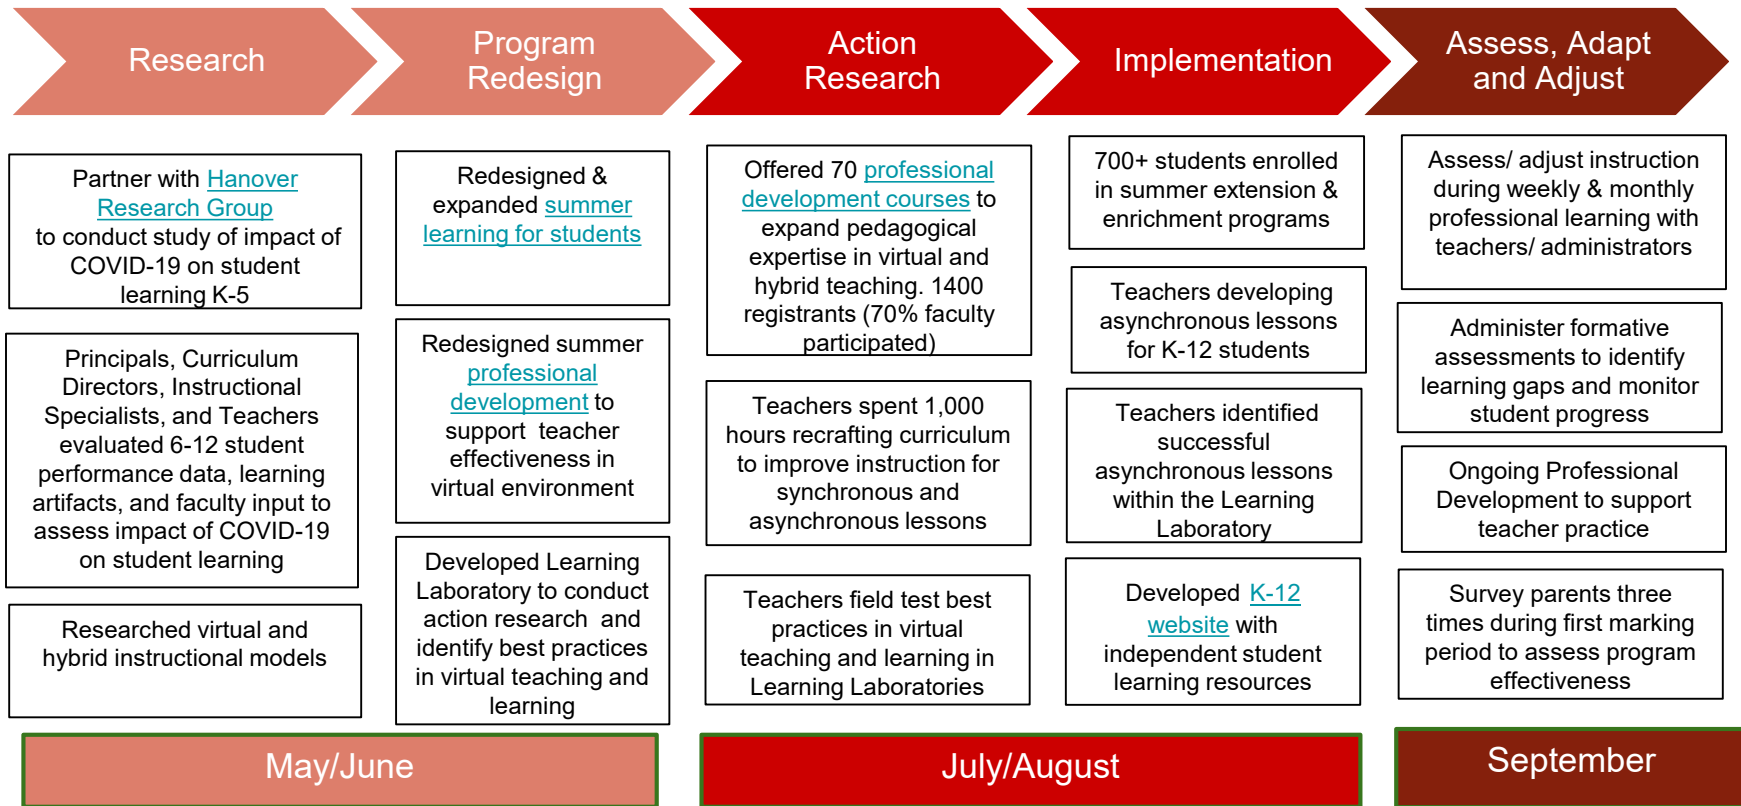 Research
Program
Redesign
Action
Research
Implementation
Assess, Adapt
and Adjust
Partner with Hanover
Research Group
to conduct study of impact of
COVID-19 on student
learning K-5
Principals, Curriculum
Directors, Instructional
Specialists, and Teachers
evaluated 6-12 student
performance data, learning
artifacts, and faculty input to
assess impact of COVID-19
on student learning
Researched virtual and
hybrid instructional models
Redesigned &
expanded summer
learning for students
Redesigned summer
professional
development to
support teacher
effectiveness in
virtual environment
Developed Learning
Laboratory to conduct
action research and
identify best practices
in virtual teaching and
learning
Offered 70 professional
development courses to
expand pedagogical
expertise in virtual and
hybrid teaching. 1400
registrants (70% faculty
participated)
Teachers spent 1,000
hours recrafting curriculum
to improve instruction for
synchronous and
asynchronous lessons
Teachers field test best
practices in virtual
teaching and learning in
Learning Laboratories
700+ students enrolled
in summer extension &
enrichment programs
Teachers developing
asynchronous lessons
for K-12 students
Teachers identified
successful
asynchronous lessons
within the Learning
Laboratory
Developed K-12
website with
independent student
learning resources
Assess/ adjust instruction
during weekly & monthly
professional learning with
teachers/ administrators
Administer formative
assessments to identify
learning gaps and monitor
student progress
Ongoing Professional
Development to support
teacher practice
Survey parents three
times during first marking
period to assess program
effectiveness
May/June
July/August
September